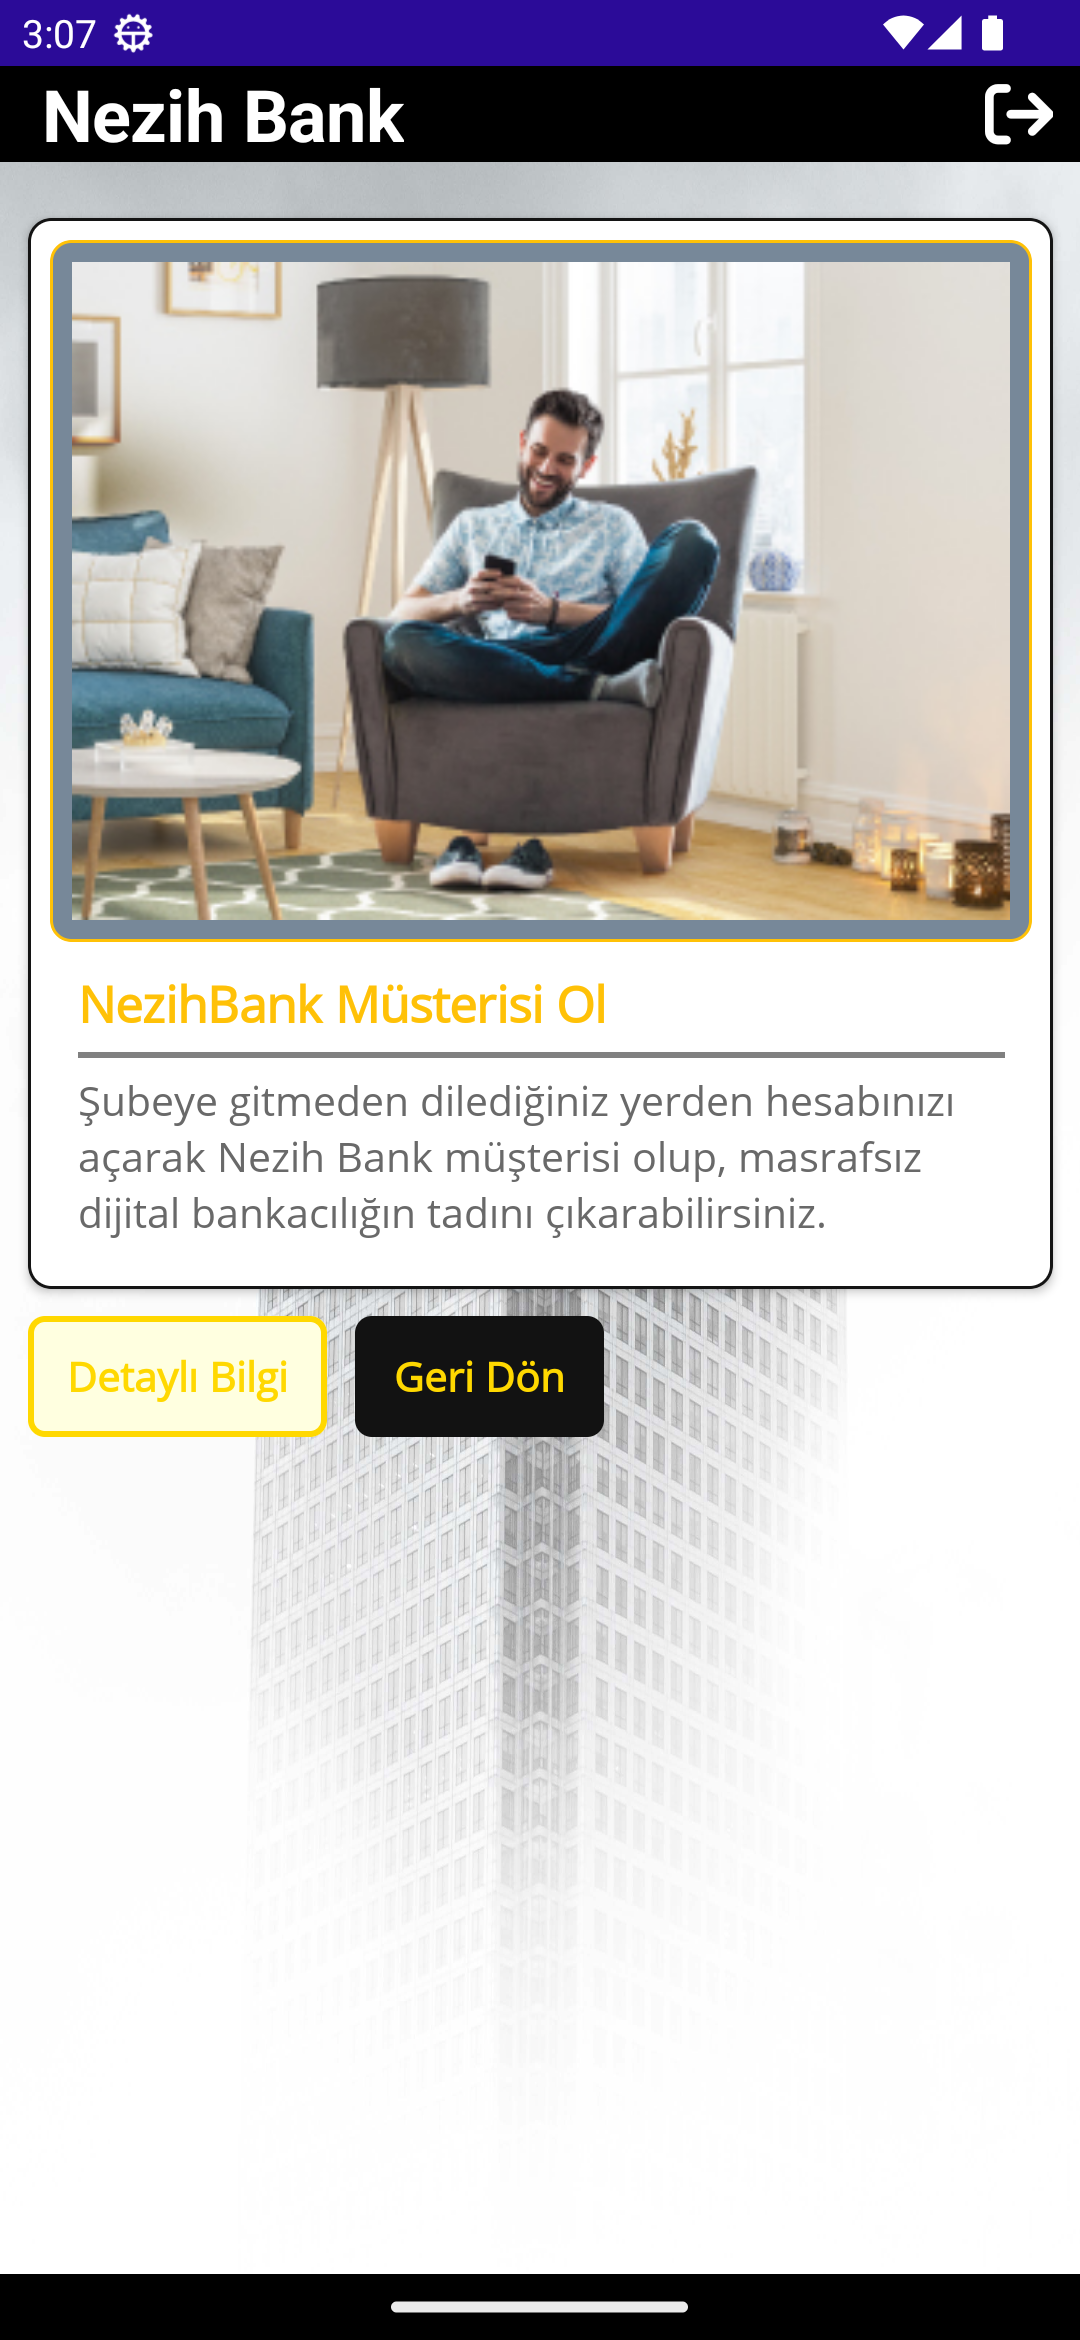 3:07
Nezih Bank
NezihBank Müsterisi Ol
Şubeye gitmeden dilediğiniz yerden hesabınızı
açarak Nezih Bank müşterisi olup, masrafsız
dijital bankacılığın tadını çıkarabilirsiniz.
Detaylı Bilgi
Geri Dön